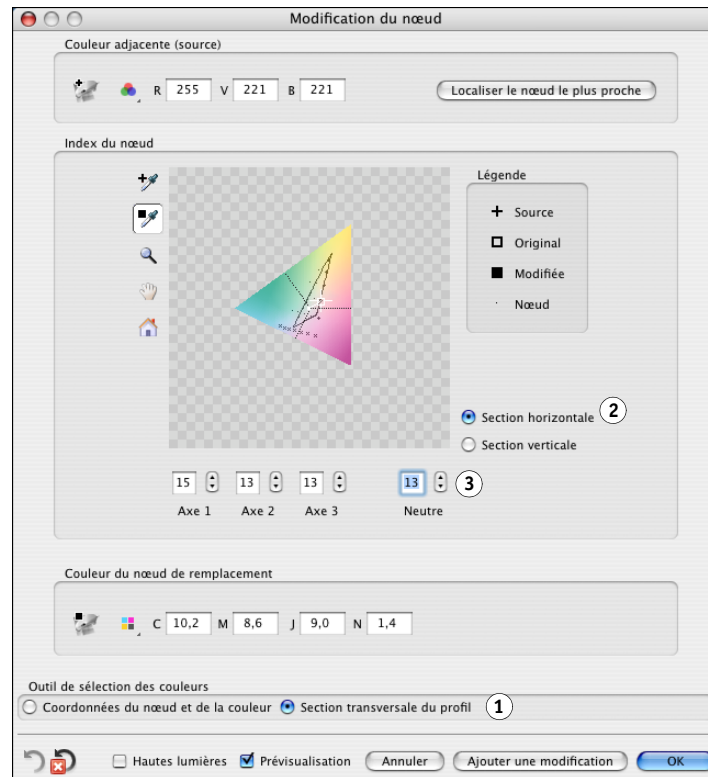 Modification du nœud
Couleur adjacente (source)
R 255 V 221 B 221 Localiser le nœud le plus proche
Index du nœud
Légende
Source
Original
Modifiée
Nœud
Section horizontale 2
Section verticale
15 13 13 13 3
Axe 1 Axe 2 Axe 3 Neutre
Couleur du nœud de remplacement
C 10,2 M 8,6 J 9,0 N 1,4
Outil de sélection des couleurs
Coordonnées du nœud et de la couleur Section transversale du profil 1
Hautes lumières Prévisualisation Annuler Ajouter une modification OK